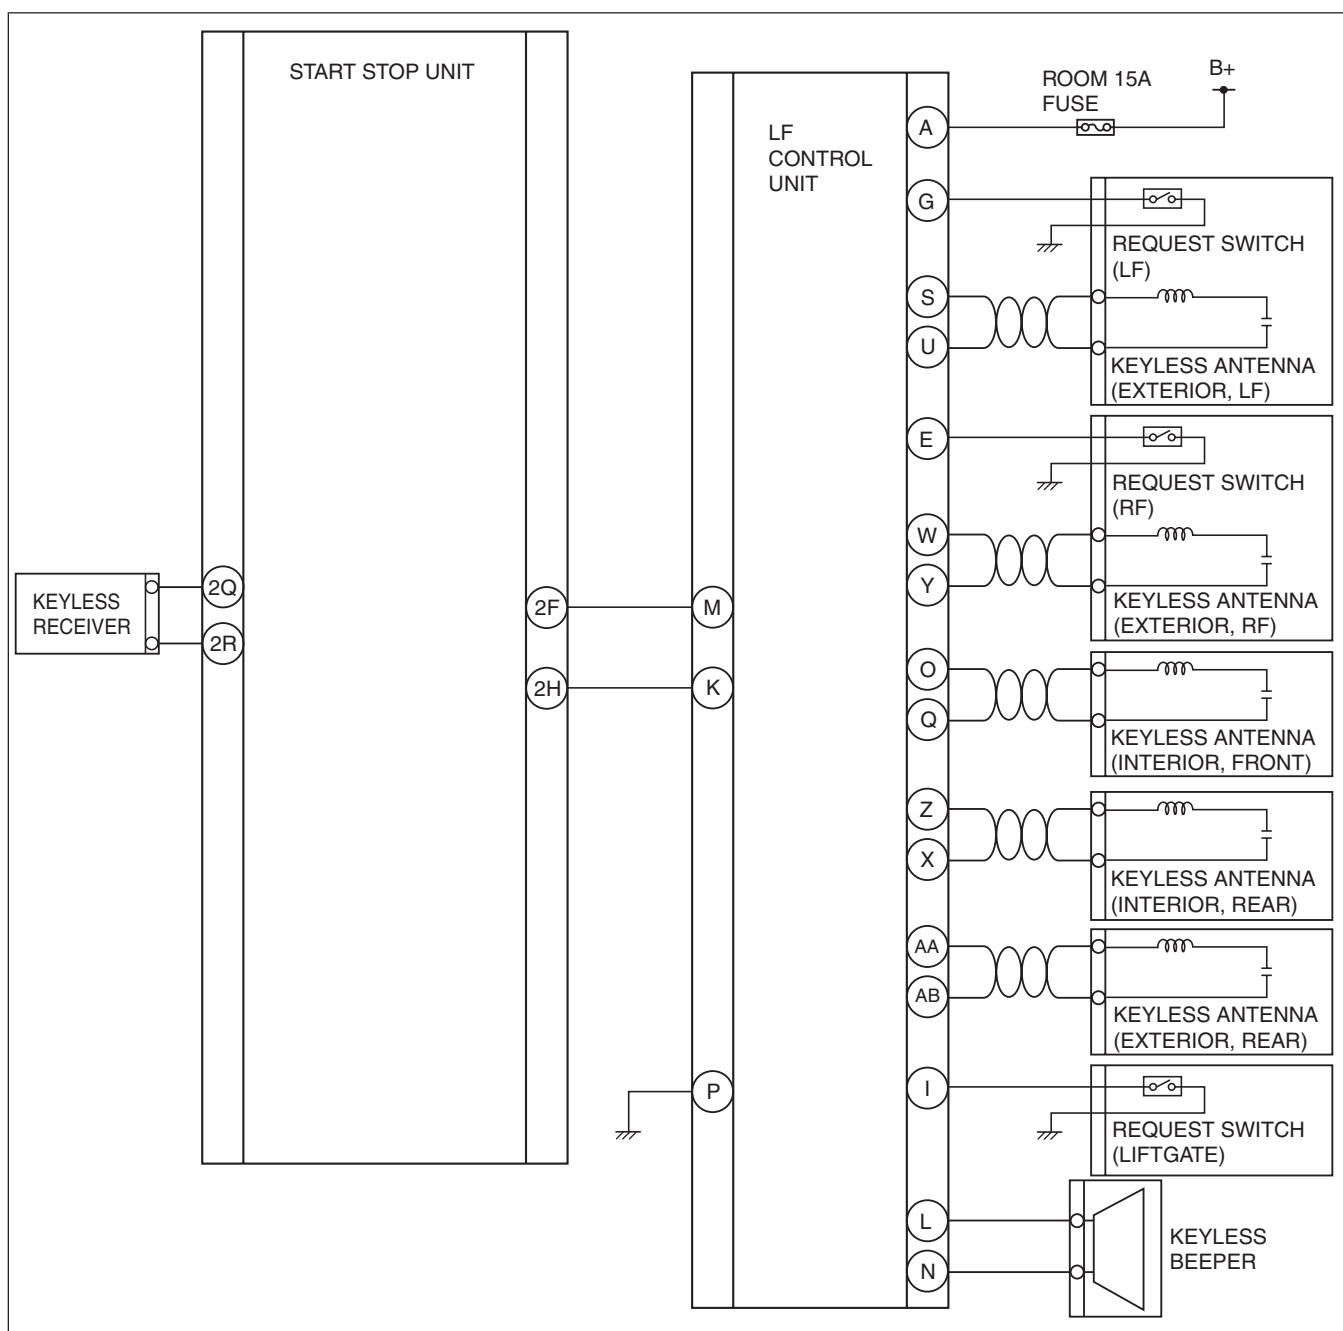 START STOP UNIT
LF
CONTROL
UNIT
ROOM 15A
FUSE
B+
A
G
REQUEST SWITCH
(LF)
S
U
KEYLESS ANTENNA
(EXTERIOR, LF)
E
REQUEST SWITCH
(RF)
W
Y
KEYLESS ANTENNA
(EXTERIOR, RF)
KEYLESS
RECEIVER
2Q
2R
2F
2H
M
K
O
Q
KEYLESS ANTENNA
(INTERIOR, FRONT)
Z
X
KEYLESS ANTENNA
(INTERIOR, REAR)
AA
AB
KEYLESS ANTENNA
(EXTERIOR, REAR)
P
I
REQUEST SWITCH
(LIFTGATE)
L
N
KEYLESS
BEEPER